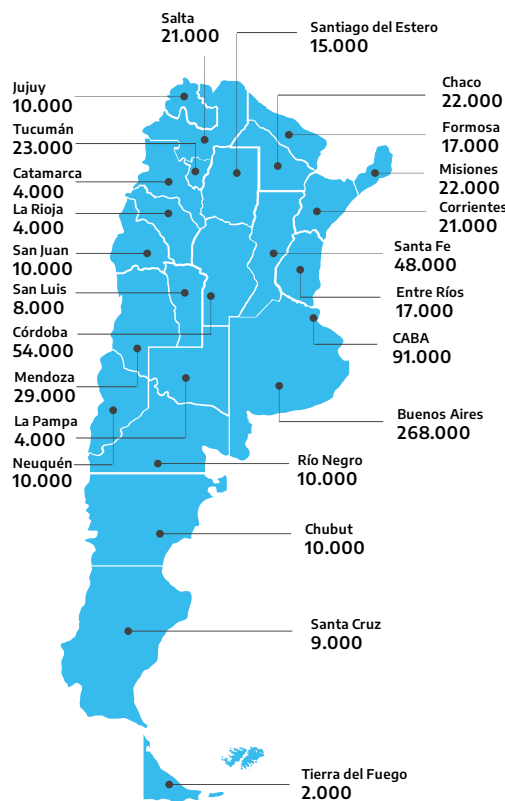 Salta
21.000
Santiago del Estero
15.000
Jujuy
10.000
Chaco
22.000
Tucumán
23.000
Formosa
17.000
Catamarca
4.000
Misiones
22.000
La Rioja
4.000
Corrientes
21.000
San Juan
10.000
Santa Fe
48.000
San Luis
8.000
Entre Ríos
17.000
Córdoba
54.000
CABA
91.000
Mendoza
29.000
La Pampa
4.000
Buenos Aires
268.000
Neuquén
10.000
Río Negro
10.000
Chubut
10.000
Santa Cruz
9.000
Tierra del Fuego
2.000